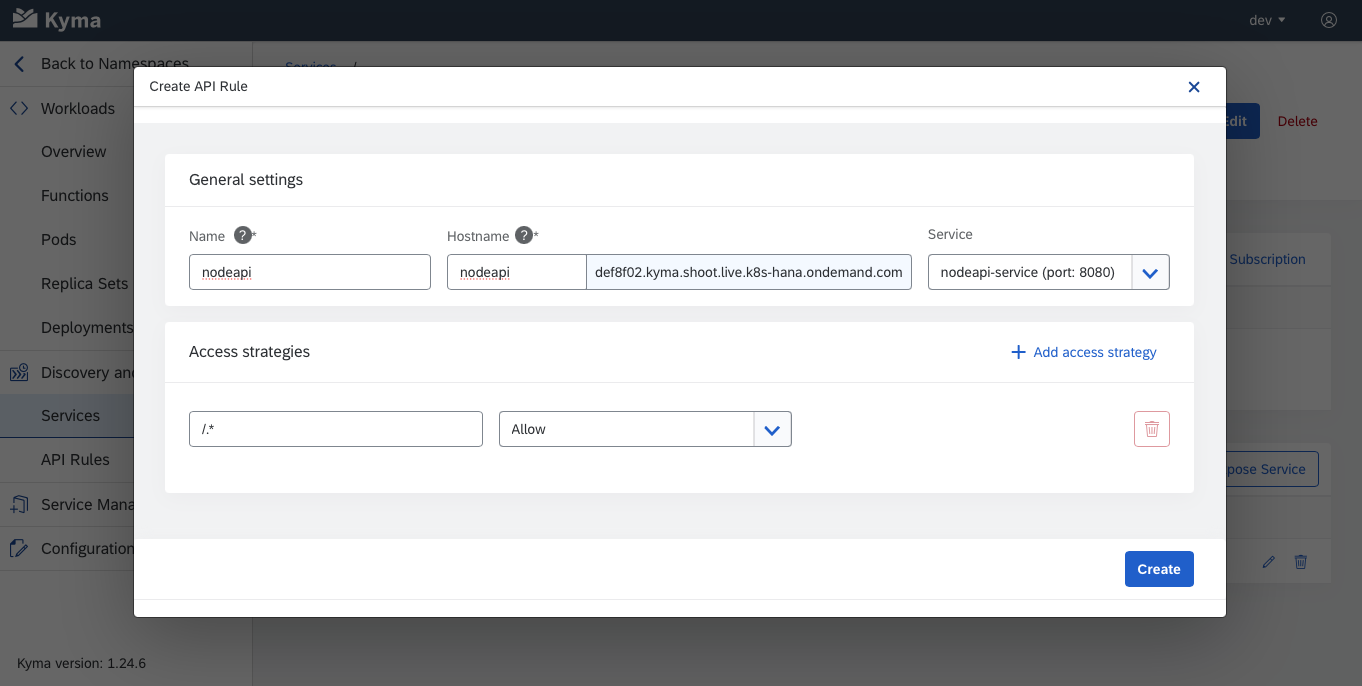 Kyma
dev
Back to Namespaces
Services /
Create API Rule
Workloads
Edit
Delete
Overview
General settings
Functions
Name ?*
Hostname ?*
Service
Pods
nodeapi
nodeapi
def8f02.kyma.shoot.live.k8s-hana.ondemand.com
nodeapi-service (port: 8080)
Subscription
Replica Sets
Deployments
Access strategies
+ Add access strategy
Discovery
Services
/.*
Allow
API Rules
Service
Service
Configuration
Create
Kyma version: 1.24.6